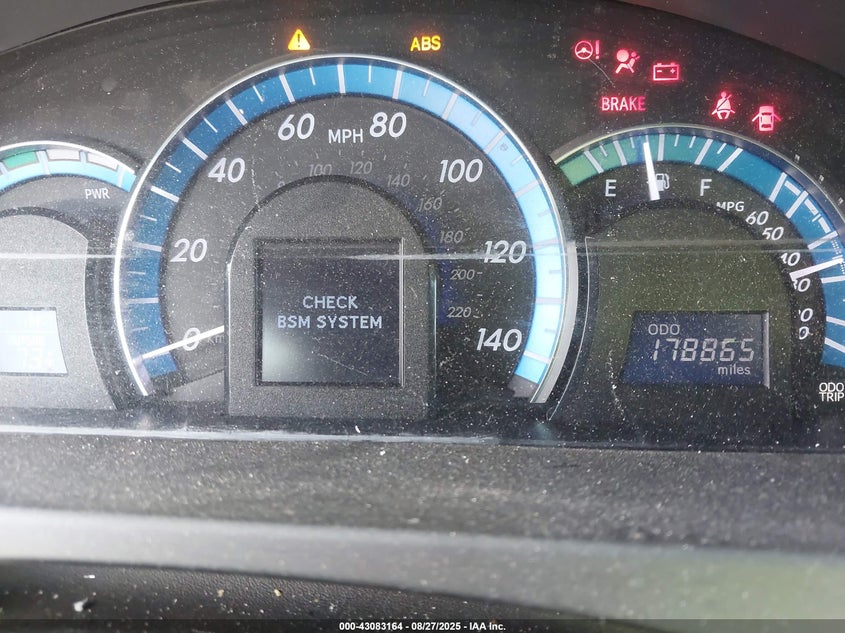 ABS
BRAKE
PWR
0
20
40
60
MPH
80
100
120
140
100
120
140
160
180
200
220
CHECK
BSM SYSTEM
E
F
MPG
60
50
40
ODO
178865
miles
ODO
TRIP
000-43083164 - 08/27/2025 - IAA Inc.